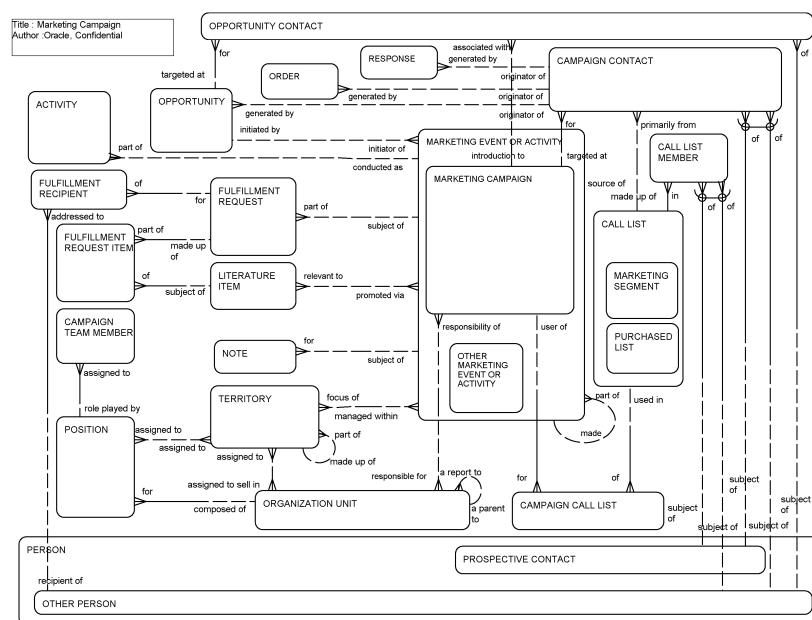 Title : Marketing Campaign
Author :Oracle, Confidential
OPPORTUNITY CONTACT
for
associated with
of
targeted at
RESPONSE
generated by
originator of
CAMPAIGN CONTACT
ORDER
generated by
originator of
OPPORTUNITY
generated by
originator of
ACTIVITY
initiated by
for
primarily from
of
of
part of
initiator of
conducted as
MARKETING EVENT OR ACTIVITY
introduction to
targeted at
CALL LIST
MEMBER
FULFILLMENT
RECIPIENT
of
for
FULFILLMENT
REQUEST
MARKETING CAMPAIGN
source of
made up of
in
of
of
addressed to
FULFILLMENT
REQUEST ITEM
part of
made up
of
part of
subject of
CALL LIST
of
subject of
LITERATURE
ITEM
relevant to
promoted via
MARKETING
SEGMENT
CAMPAIGN
TEAM MEMBER
responsibility of
user of
PURCHASED
LIST
NOTE
for
subject of
OTHER
MARKETING
EVENT OR
ACTIVITY
assigned to
role played by
TERRITORY
focus of
managed within
part of
made
used in
POSITION
assigned to
assigned to
part of
made up of
assigned to
assigned to sell in
responsible for
a report to
for
of
subject
of
subject
of
for
composed of
ORGANIZATION UNIT
a parent
to
CAMPAIGN CALL LIST
subject
of
subject
of
subject of
PERSON
PROSPECTIVE CONTACT
recipient of
OTHER PERSON